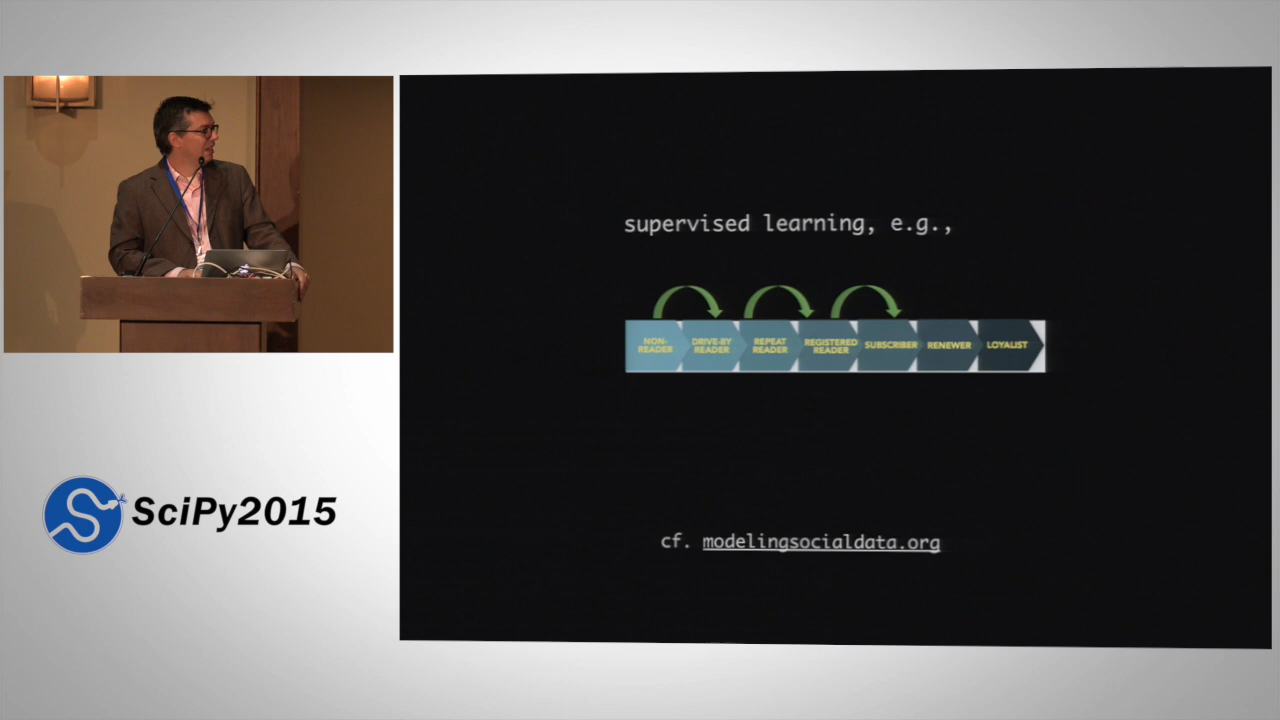 supervised learning, e.g.,
NON-
READER
DRIVE-BY
READER
REPEAT
READER
REGISTERED
READER
SUBSCRIBER
RENEWER
LOYALIST
cf. modelingsocialdata.org
SciPy2015